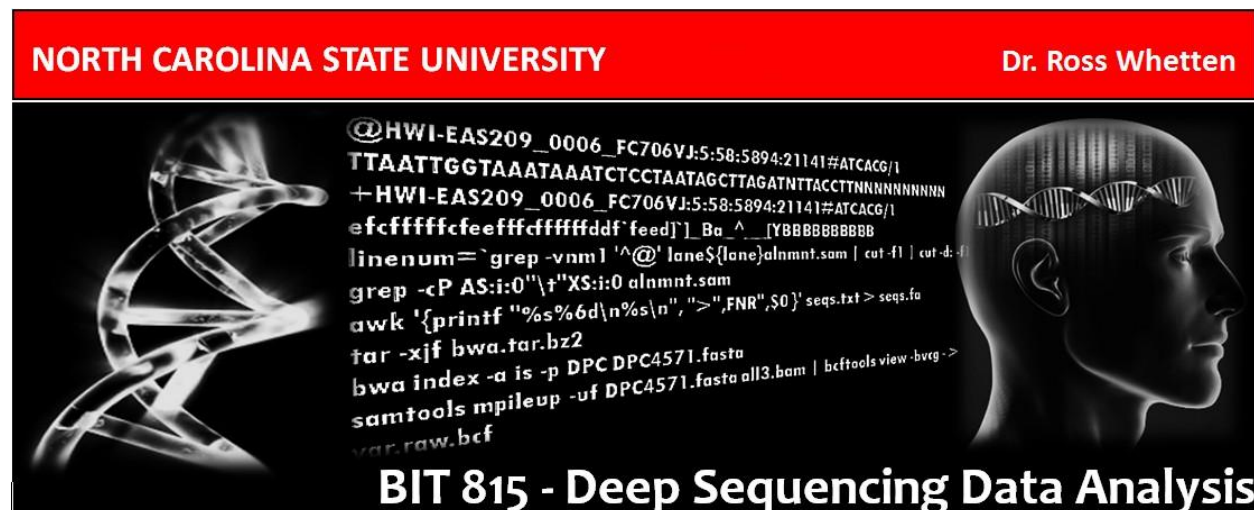 NORTH CAROLINA STATE UNIVERSITY
Dr. Ross Whetten
@HWI-EAS209_0006_FC706VJ:5:58:5894:21141#ATCACG/1
TTAATTGGTAAATAAATCTCCTAATAGCTTAGATNTTACCTTNNNNNNNNNN
+HWI-EAS209_0006_FC706VJ:5:58:5894:21141#ATCACG/1
efcfffffcfeefffcffffffddf`feed]`]_Ba_^__[YBBBBBBBBBB
linenum=`grep -vnm1 '^@' lane${lane}alnmnt.sam | cut -f1 | cut -d: -f1
grep -cP AS:i:0"\t"XS:i:0 alnmnt.sam
awk '{printf "%s%6d\n%s\n", ">",FNR",$0}' seqs.txt > seqs.fa
tar -xjf bwa.tar.bz2
bwa index -a is -p DPC DPC4571.fasta
samtools mpileup -uf DPC4571.fasta all3.bam | bcftools view -bvcg - >
var.raw.bcf
BIT 815 - Deep Sequencing Data Analysis